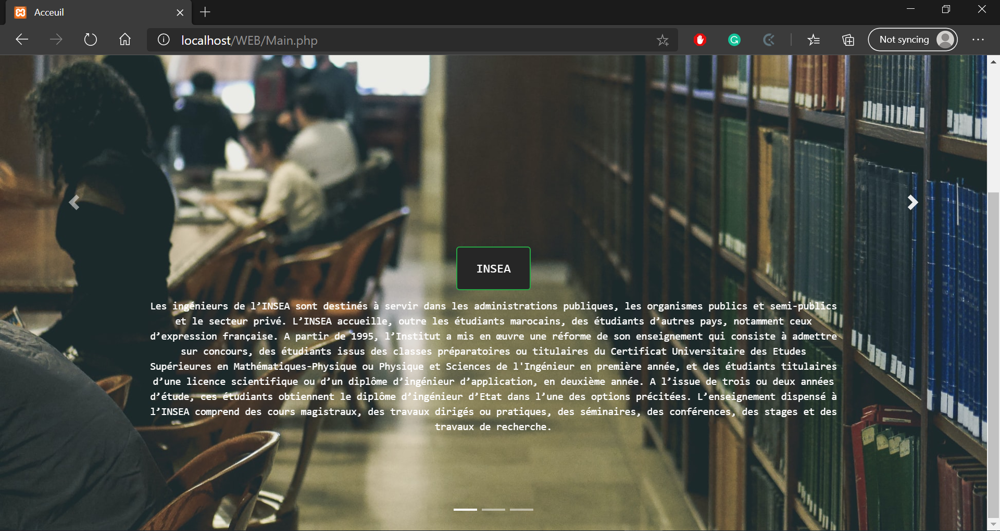 Acceuil
localhost/WEB/Main.php
Not syncing
INSEA
Les ingénieurs de l’INSEA sont destinés à servir dans les administrations publiques, les organismes publics et semi-publics
et le secteur privé. L’INSEA accueille, outre les étudiants marocains, des étudiants d’autres pays, notamment ceux
d’expression française. A partir de 1995, l’Institut a mis en œuvre une réforme de son enseignement qui consiste à admettre
sur concours, des étudiants issus des classes préparatoires ou titulaires du Certificat Universitaire des Etudes
Supérieures en Mathématiques-Physique ou Physique et Sciences de l'Ingénieur en première année, et des étudiants titulaires
d’une licence scientifique ou d’un diplôme d’ingénieur d’application, en deuxième année. A l’issue de trois ou deux années
d’étude, ces étudiants obtiennent le diplôme d’ingénieur d’Etat dans l’une des options précitées. L’enseignement dispensé à
l’INSEA comprend des cours magistraux, des travaux dirigés ou pratiques, des séminaires, des conférences, des stages et des
travaux de recherche.